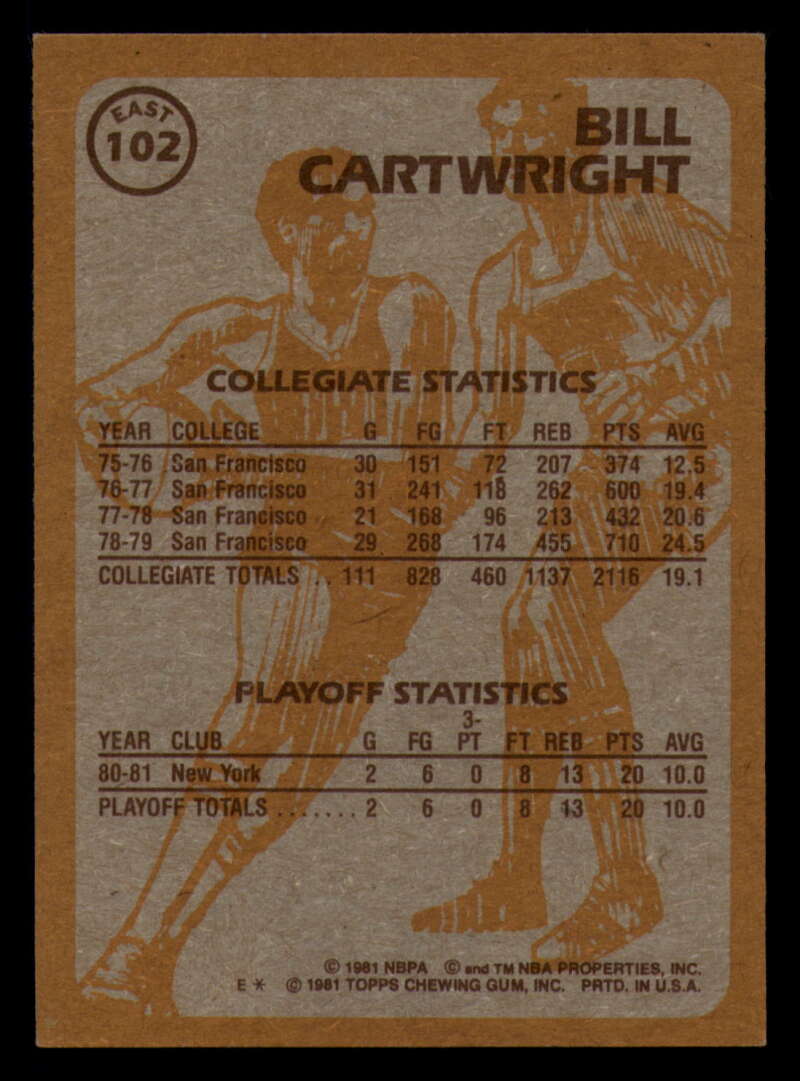 EAST
102
BILL
CARTWRIGHT
COLLEGIATE STATISTICS
YEAR COLLEGE G FG FT REB PTS AVG
75-76 San Francisco 30 151 72 207 374 12.5
76-77 San Francisco 31 241 118 262 600 19.4
77-78 San Francisco 21 168 96 213 432 20.6
78-79 San Francisco 29 268 174 455 710 24.5
COLLEGIATE TOTALS .. 111 828 460 1137 2116 19.1
PLAYOFF STATISTICS
YEAR CLUB G FG 3-PT FT REB PTS AVG
80-81 New York 2 6 0 8 13 20 10.0
PLAYOFF TOTALS ....... 2 6 0 8 13 20 10.0
© 1981 NBPA © and TM NBA PROPERTIES, INC.
E * © 1981 TOPPS CHEWING GUM, INC. PRTD. IN U.S.A.